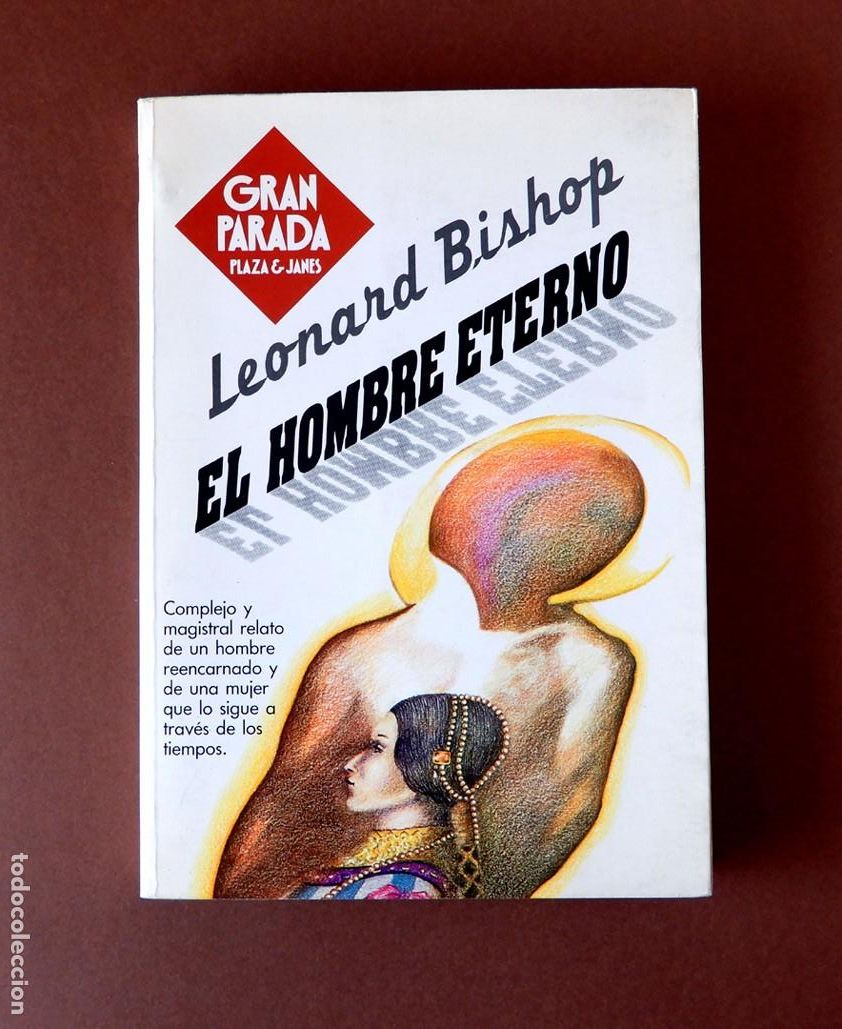 GRAN
PARADA
PLAZA & JANES
Leonard Bishop
EL HOMBRE ETERNO
Complejo y
magistral relato
de un hombre
reencarnado y
de una mujer
que lo sigue a
través de los
tiempos.
todocoleccion